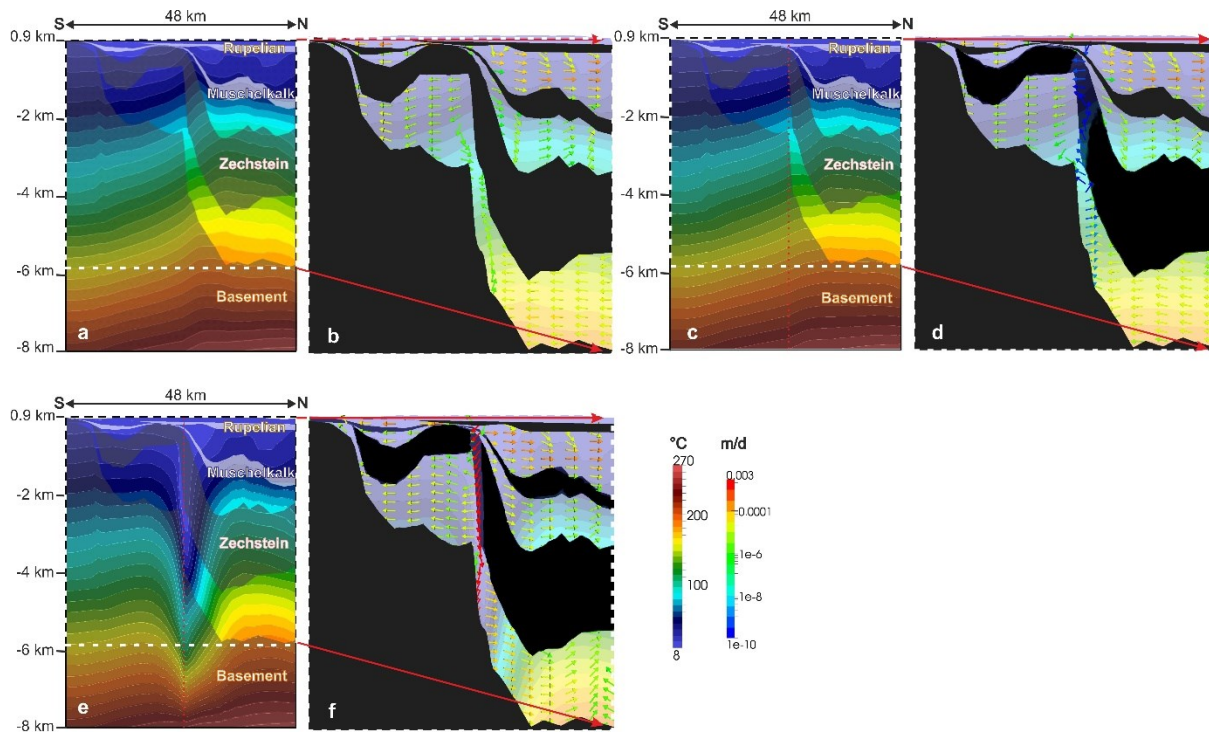 S 48 km N
0.9 km
-2 km
-4 km
-6 km
-8 km
Rupelian
Muschelkalk
Zechstein
Basement
a
b
S 48 km N
0.9 km
-2 km
-4 km
-6 km
-8 km
Rupelian
Muschelkalk
Zechstein
Basement
c
d
S 48 km N
0.9 km
-2 km
-4 km
-6 km
-8 km
Rupelian
Muschelkalk
Zechstein
Basement
e
f
°C
270
200
100
8
m/d
0.003
-0.0001
1e-6
1e-8
1e-10